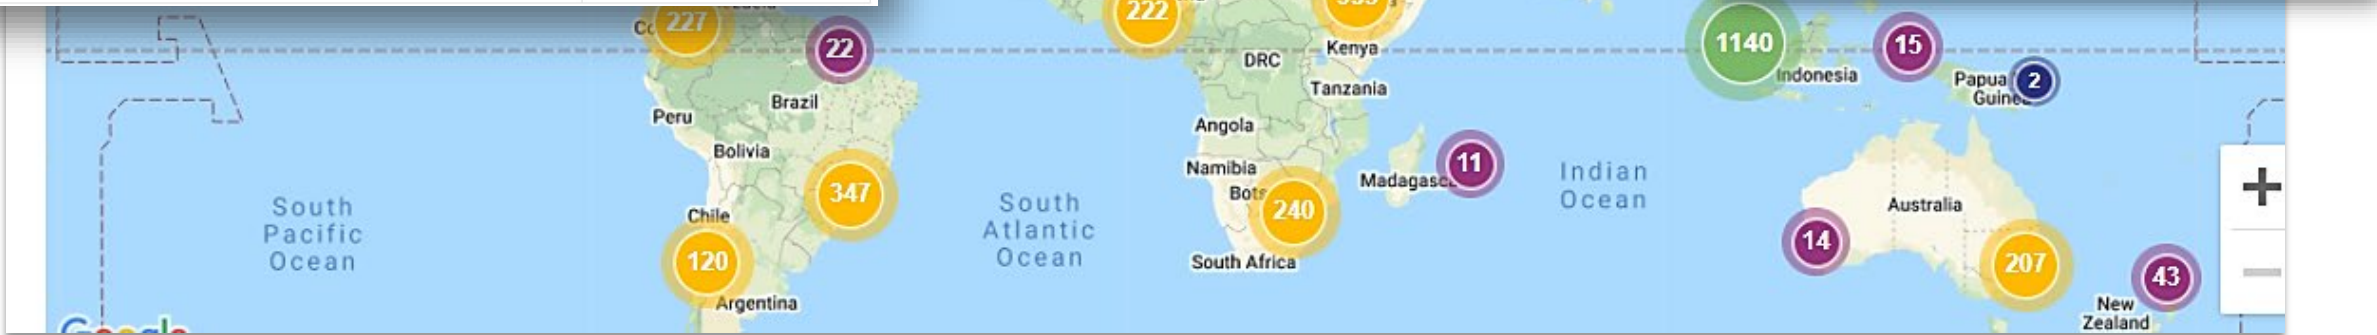 227
222
Kenya
1140
15
22
DRC
Indonesia
Papua
2
Tanzania
Brazil
Peru
Angola
Bolivia
Namibia
11
Indian
Ocean
347
240
South
Pacific
Ocean
South
Atlantic
Ocean
Chile
Australia
14
120
South Africa
207
43
Argentina
New
Zealand
Google